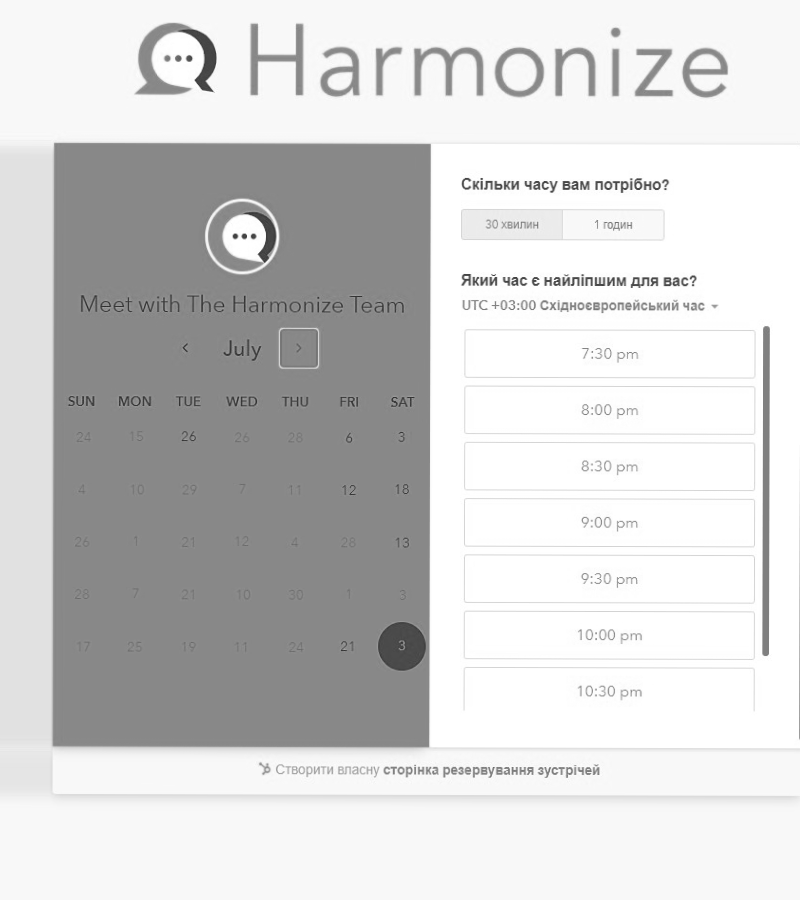 Harmonize
Meet with The Harmonize Team
July
SUN MON TUE WED THU FRI SAT
24 15 26 26 28 6 3
4 10 29 7 11 12 18
26 1 21 12 4 28 13
28 7 21 10 30 1 3
17 25 19 11 24 21 3
Скільки часу вам потрібно?
30 хвилин 1 годин
Який час є найліпшим для вас?
UTC +03:00 Східноєвропейський час
7:30 pm
8:00 pm
8:30 pm
9:00 pm
9:30 pm
10:00 pm
10:30 pm
Створити власну сторінка резервування зустрічей